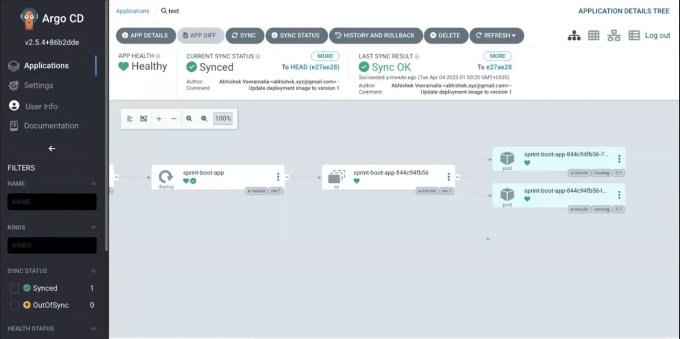 Argo CD
v2.5.4+86b2dde
Applications
Settings
User Info
Documentation
FILTERS
NAME
NAME
KINDS
KINDS
SYNC STATUS
Synced 1
OutOfSync 0
HEALTH STATUS
Applications / test
APPLICATION DETAILS TREE
APP DETAILS
APP DIFF
SYNC
SYNC STATUS
HISTORY AND ROLLBACK
DELETE
REFRESH
Log out
APP HEALTH
Healthy
CURRENT SYNC STATUS
MORE
Synced
To HEAD (e27ae28)
Author: Abhishek Veeramalla <abhishek.xyz@gmail.com> -
Comment: Update deployment image to version 1
LAST SYNC RESULT
MORE
Sync OK
To e27ae28
Succeeded a minute ago (Tue Apr 04 2023 01:50:20 GMT+0530)
Author: Abhishek Veeramalla <abhishek.xyz@gmail.com> -
Comment: Update deployment image to version 1
100%
sprint-boot-app
deploy
a minute rev:1
sprint-boot-app-844c94fb56
rs
a minute rev:1
sprint-boot-app-844c94fb56-7...
pod
a minute running 1/1
sprint-boot-app-844c94fb56-l...
pod
a minute running 1/1